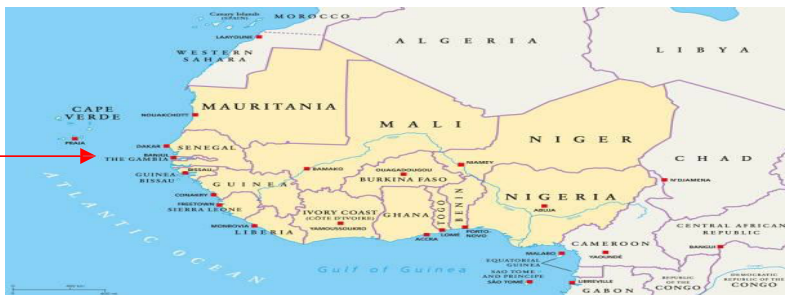 Canary Islands
(SPAIN)
MOROCCO
LAAYOUNE
ALGERIA
LIBYA
WESTERN
SAHARA
CAPE
VERDE
PRAIA
NOUAKCHOTT
MAURITANIA
MALI
NIGER
CHAD
DAKAR
SENEGAL
BANJUL
THE GAMBIA
BISSAU
GUINEA-
BISSAU
BAMAKO
OUAGADOUGOU
BURKINA FASO
NIAMEY
N'DJAMENA
GUINEA
CONAKRY
FREETOWN
SIERRA LEONE
MONROVIA
LIBERIA
IVORY COAST
(CÔTE D'IVOIRE)
YAMOUSSOUKRO
GHANA
ACCRA
TOGO
LOMÉ
BENIN
PORTO-
NOVO
NIGERIA
ABUJA
CENTRAL AFRICAN
REPUBLIC
BANGUI
CAMEROON
YAOUNDÉ
MALABO
EQUATORIAL
GUINEA
SAO TOME
AND PRINCIPE
SÃO TOMÉ
LIBREVILLE
GABON
REPUBLIC
OF THE
CONGO
DEMOCRATIC
REPUBLIC OF THE
CONGO
ATLANTIC OCEAN
Gulf of Guinea